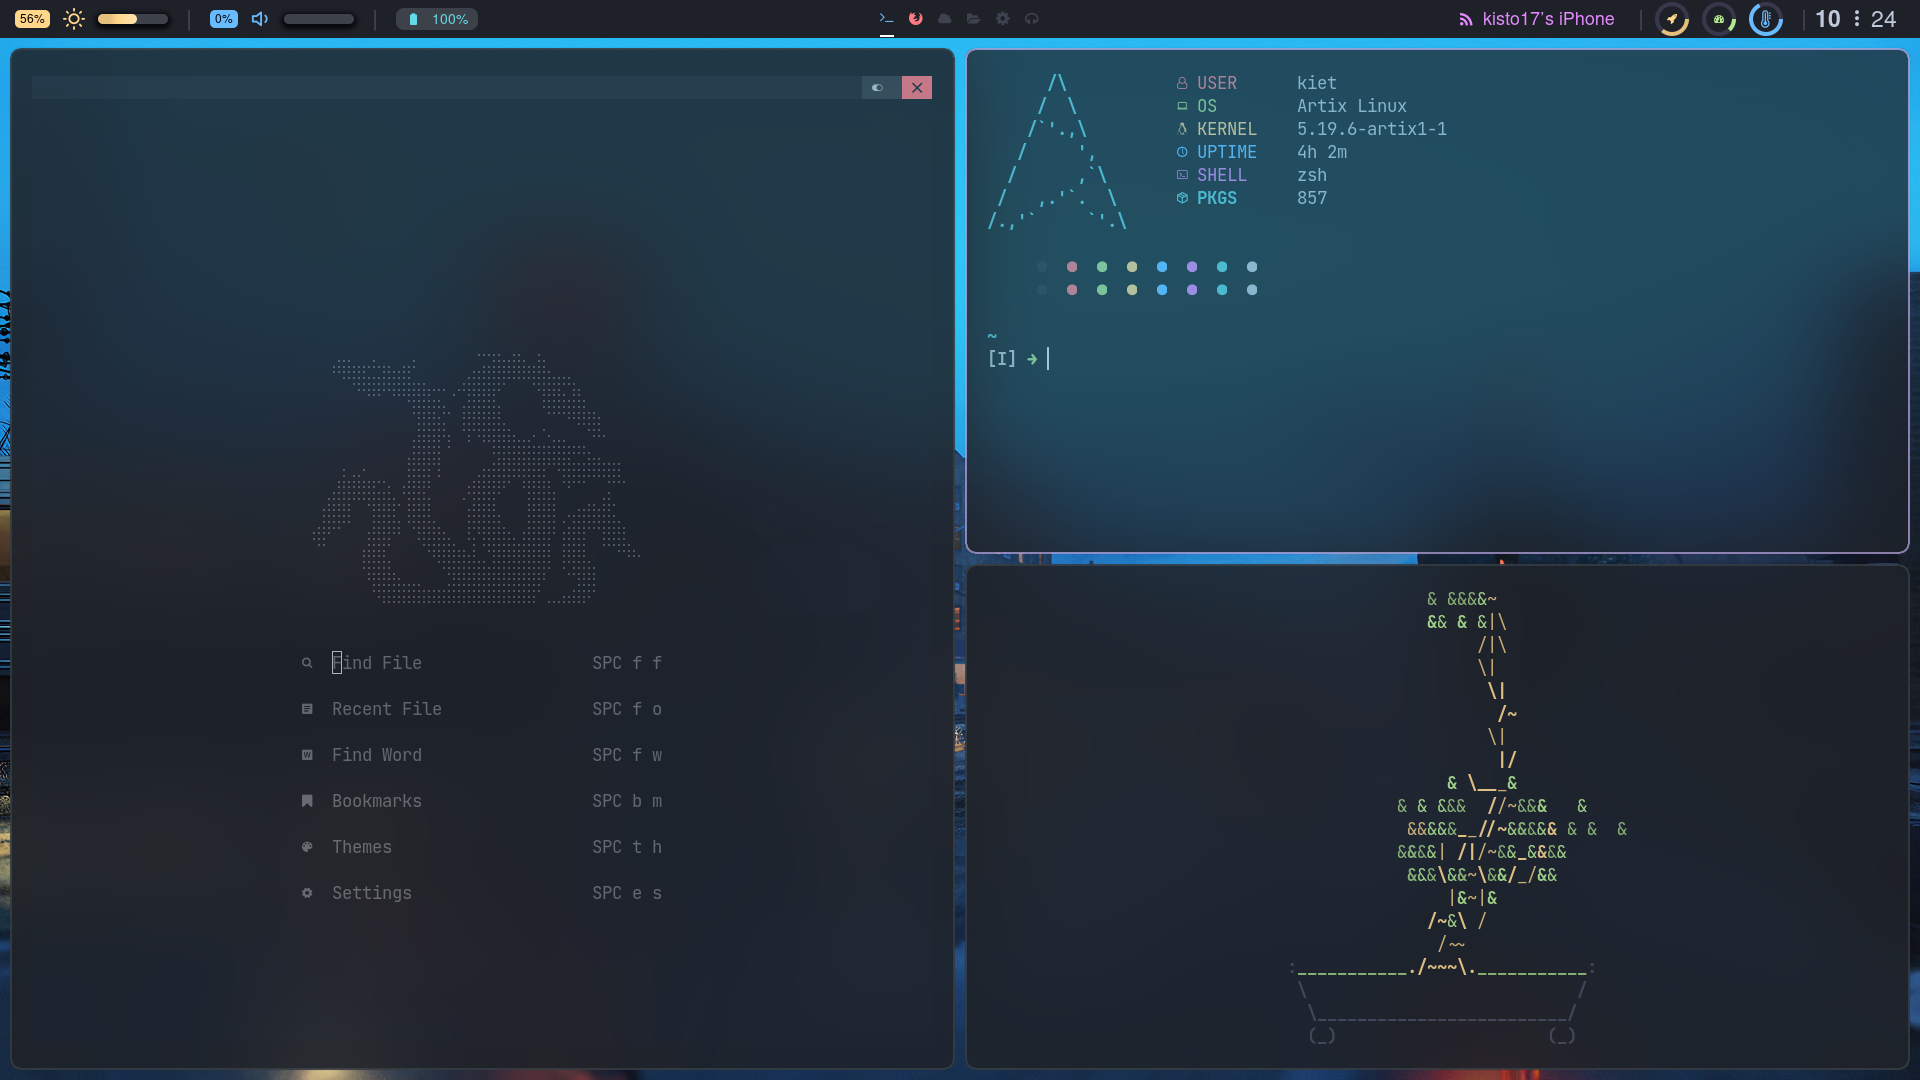 56%
0%
100%
kisto17's iPhone
10 ⋮ 24
USER kiet
OS Artix Linux
KERNEL 5.19.6-artix1-1
UPTIME 4h 2m
SHELL zsh
PKGS 857
~
[I] ➜
Find File SPC f f
Recent File SPC f o
Find Word SPC f w
Bookmarks SPC b m
Themes SPC t h
Settings SPC e s